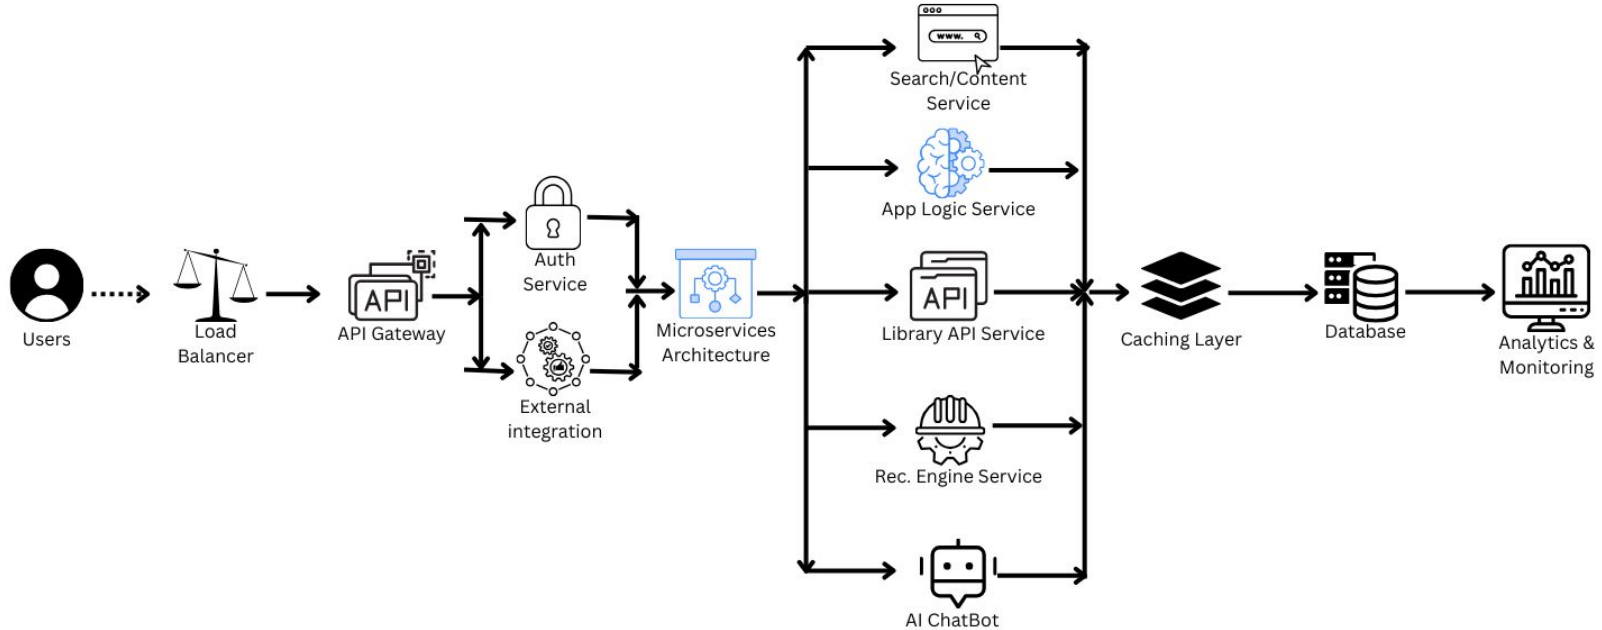 Users
Load
Balancer
API
API Gateway
Auth
Service
External
integration
Microservices
Architecture
www.
Search/Content
Service
App Logic Service
API
Library API Service
Rec. Engine Service
AI ChatBot
Caching Layer
Database
Analytics &
Monitoring